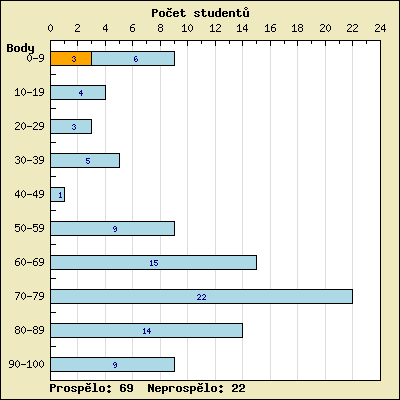 Počet studentů
0 2 4 6 8 10 12 14 16 18 20 22 24
Body
0-9 3 6
10-19 4
20-29 3
30-39 5
40-49 1
50-59 9
60-69 15
70-79 22
80-89 14
90-100 9
Prospělo: 69 Neprospělo: 22